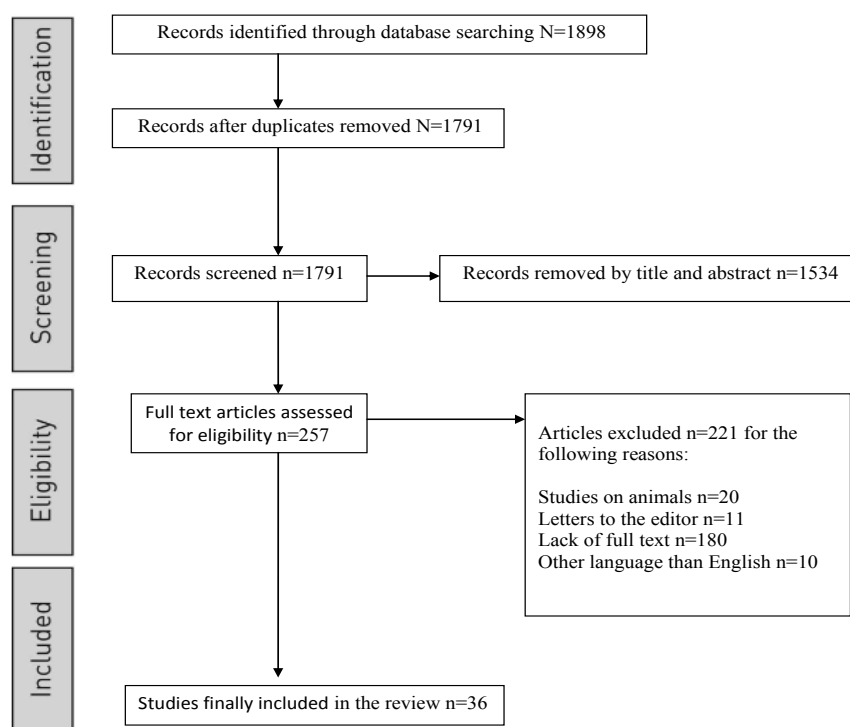 Identification
Records identified through database searching N=1898
Records after duplicates removed N=1791
Screening
Records screened n=1791
Records removed by title and abstract n=1534
Eligibility
Full text articles assessed
for eligibility n=257
Articles excluded n=221 for the
following reasons:
Studies on animals n=20
Letters to the editor n=11
Lack of full text n=180
Other language than English n=10
Included
Studies finally included in the review n=36